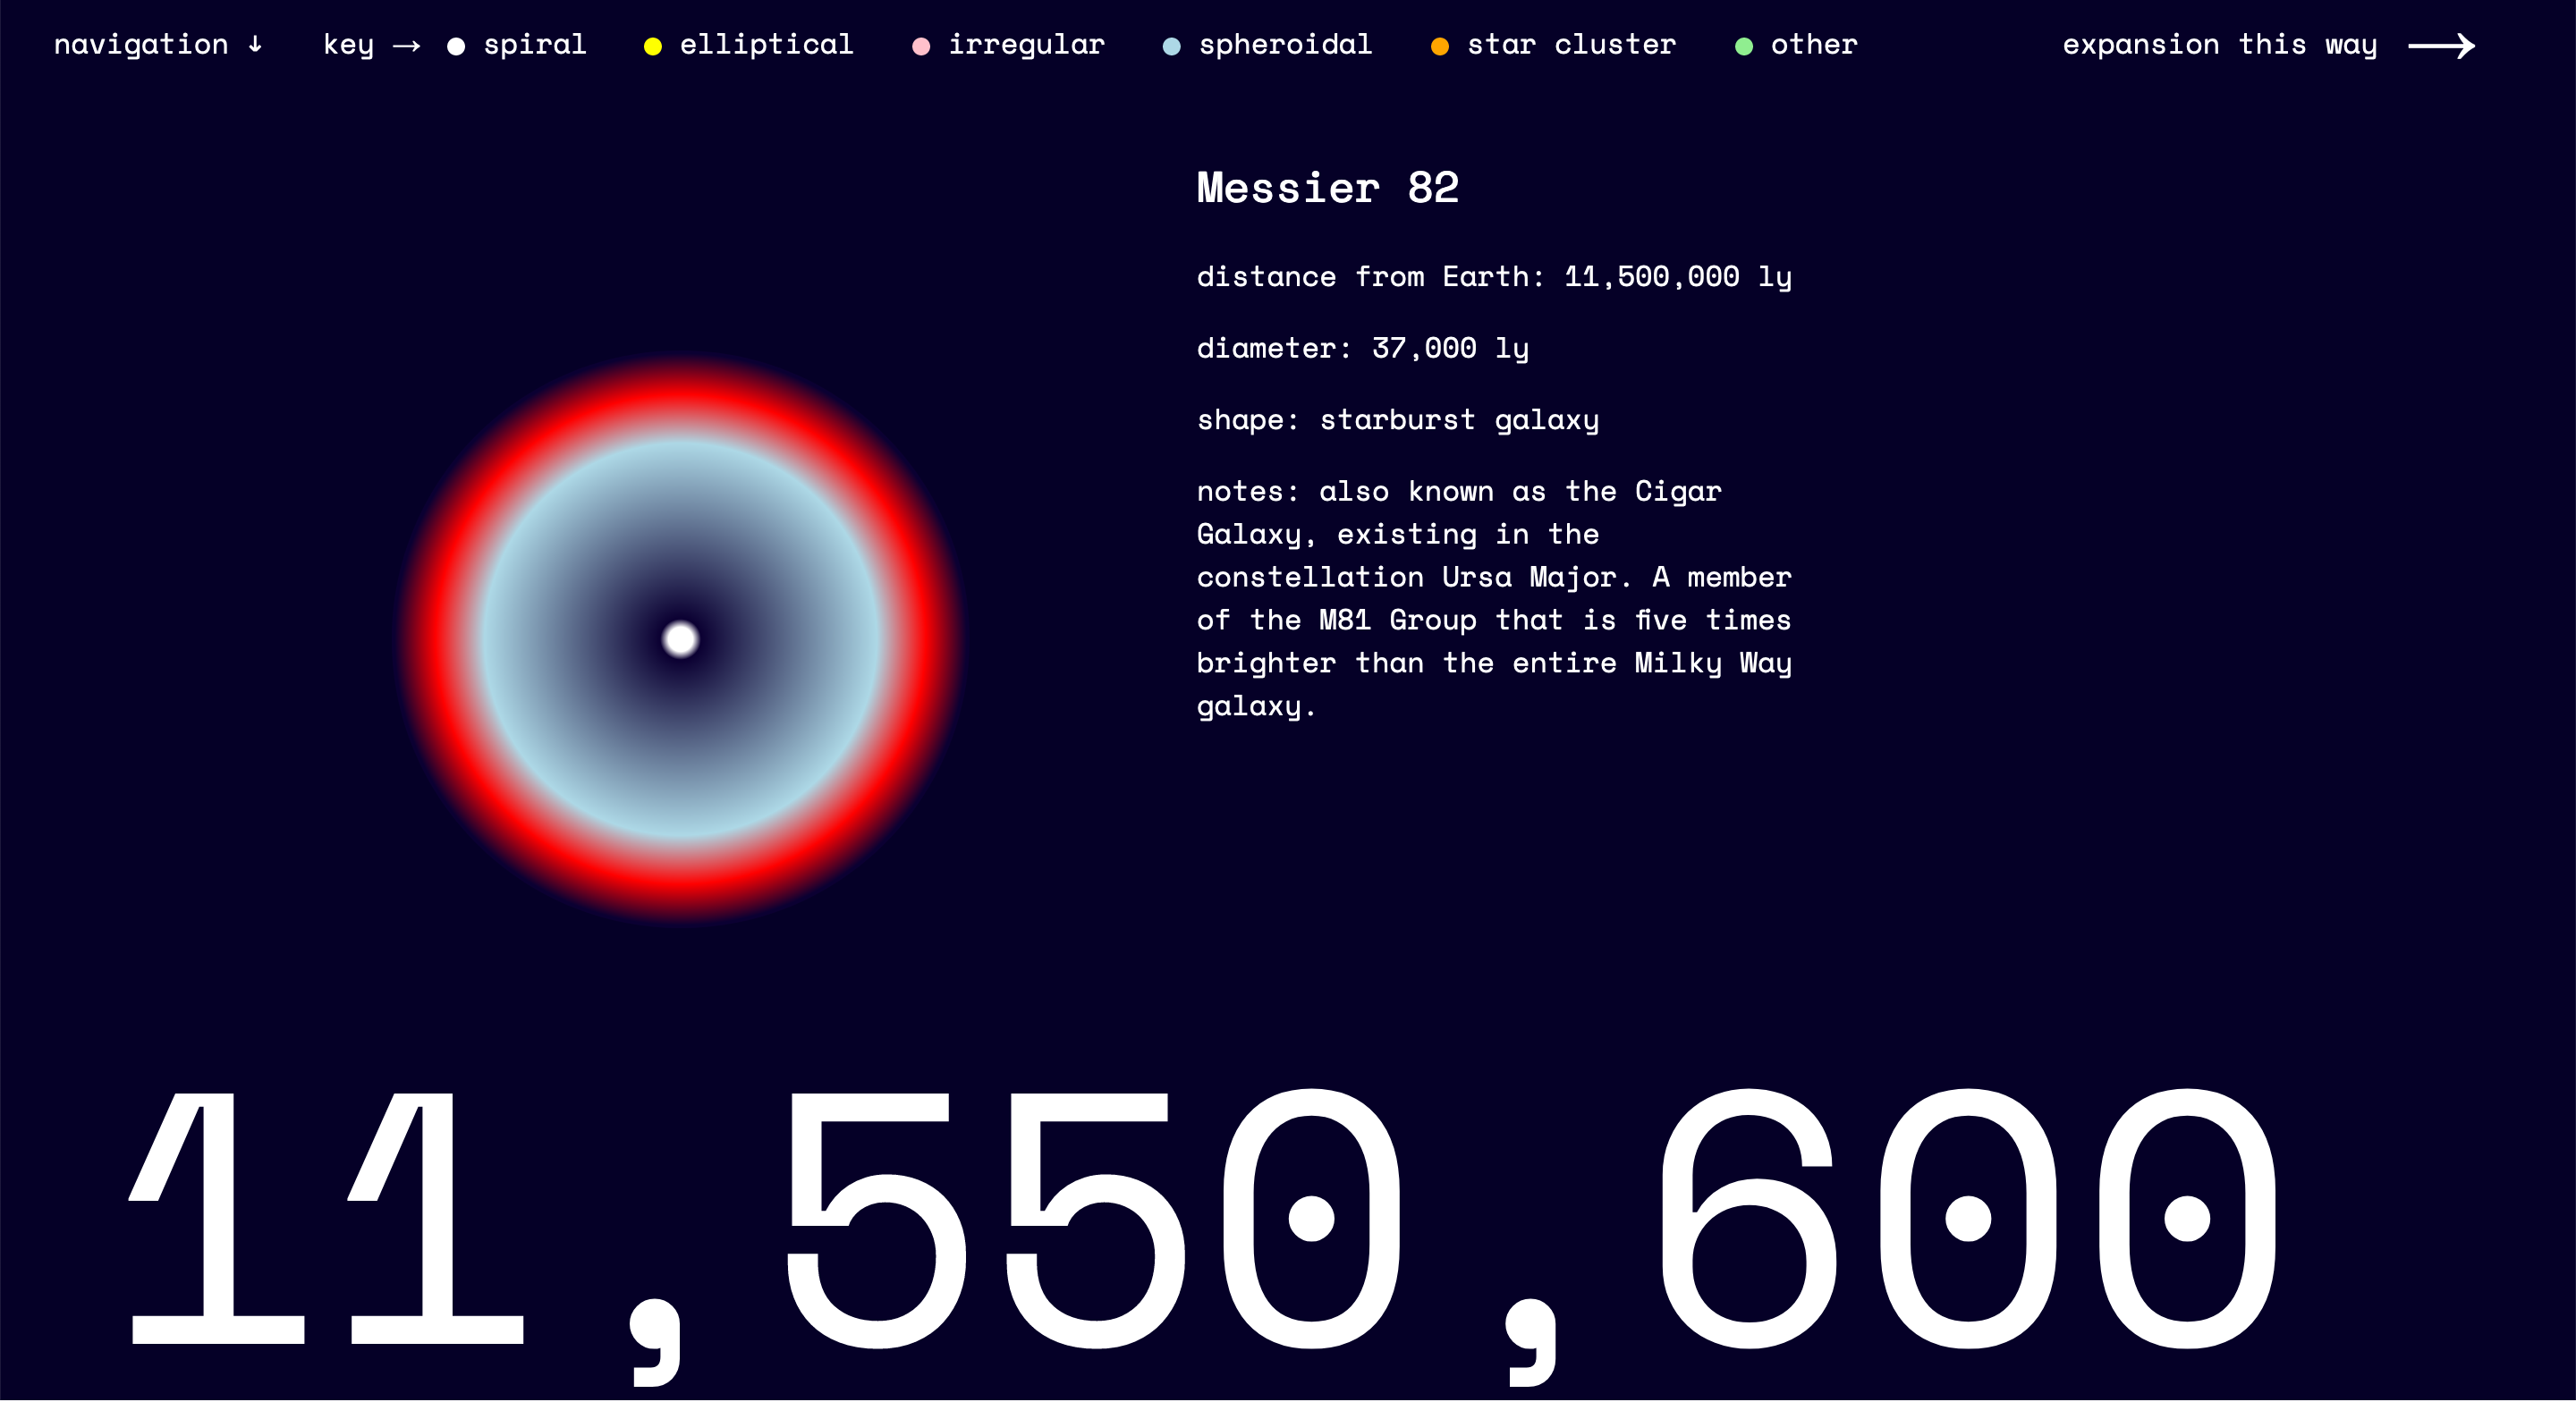 navigation ↓ key → spiral elliptical irregular spheroidal star cluster other expansion this way →
Messier 82
distance from Earth: 11,500,000 ly
diameter: 37,000 ly
shape: starburst galaxy
notes: also known as the Cigar
Galaxy, existing in the
constellation Ursa Major. A member
of the M81 Group that is five times
brighter than the entire Milky Way
galaxy.
11,550,600